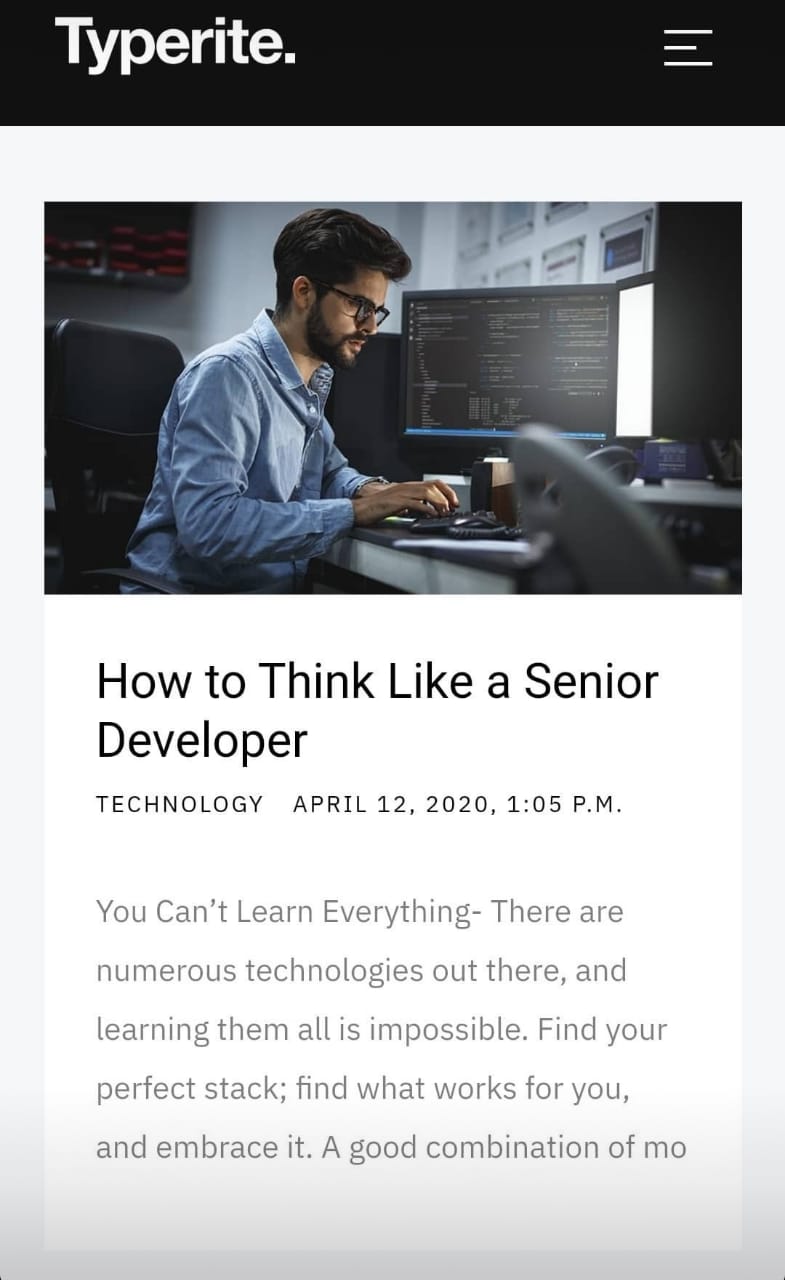 Typerite.
How to Think Like a Senior
Developer
TECHNOLOGY APRIL 12, 2020, 1:05 P.M.
You Can’t Learn Everything- There are
numerous technologies out there, and
learning them all is impossible. Find your
perfect stack; find what works for you,
and embrace it. A good combination of mo